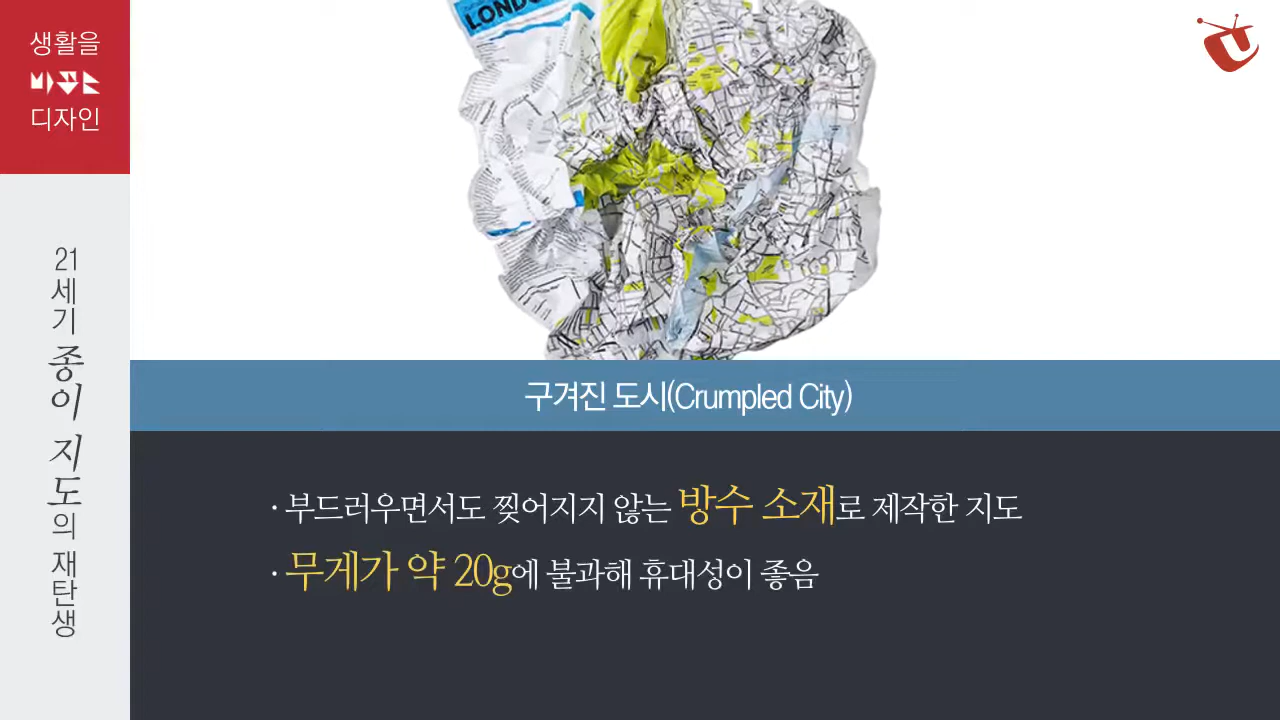 생활을
바꾸는
디자인
21세기 종이 지도의 재탄생
구겨진 도시(Crumpled City)
· 부드러우면서도 찢어지지 않는 방수 소재로 제작한 지도
· 무게가 약 20g에 불과해 휴대성이 좋음